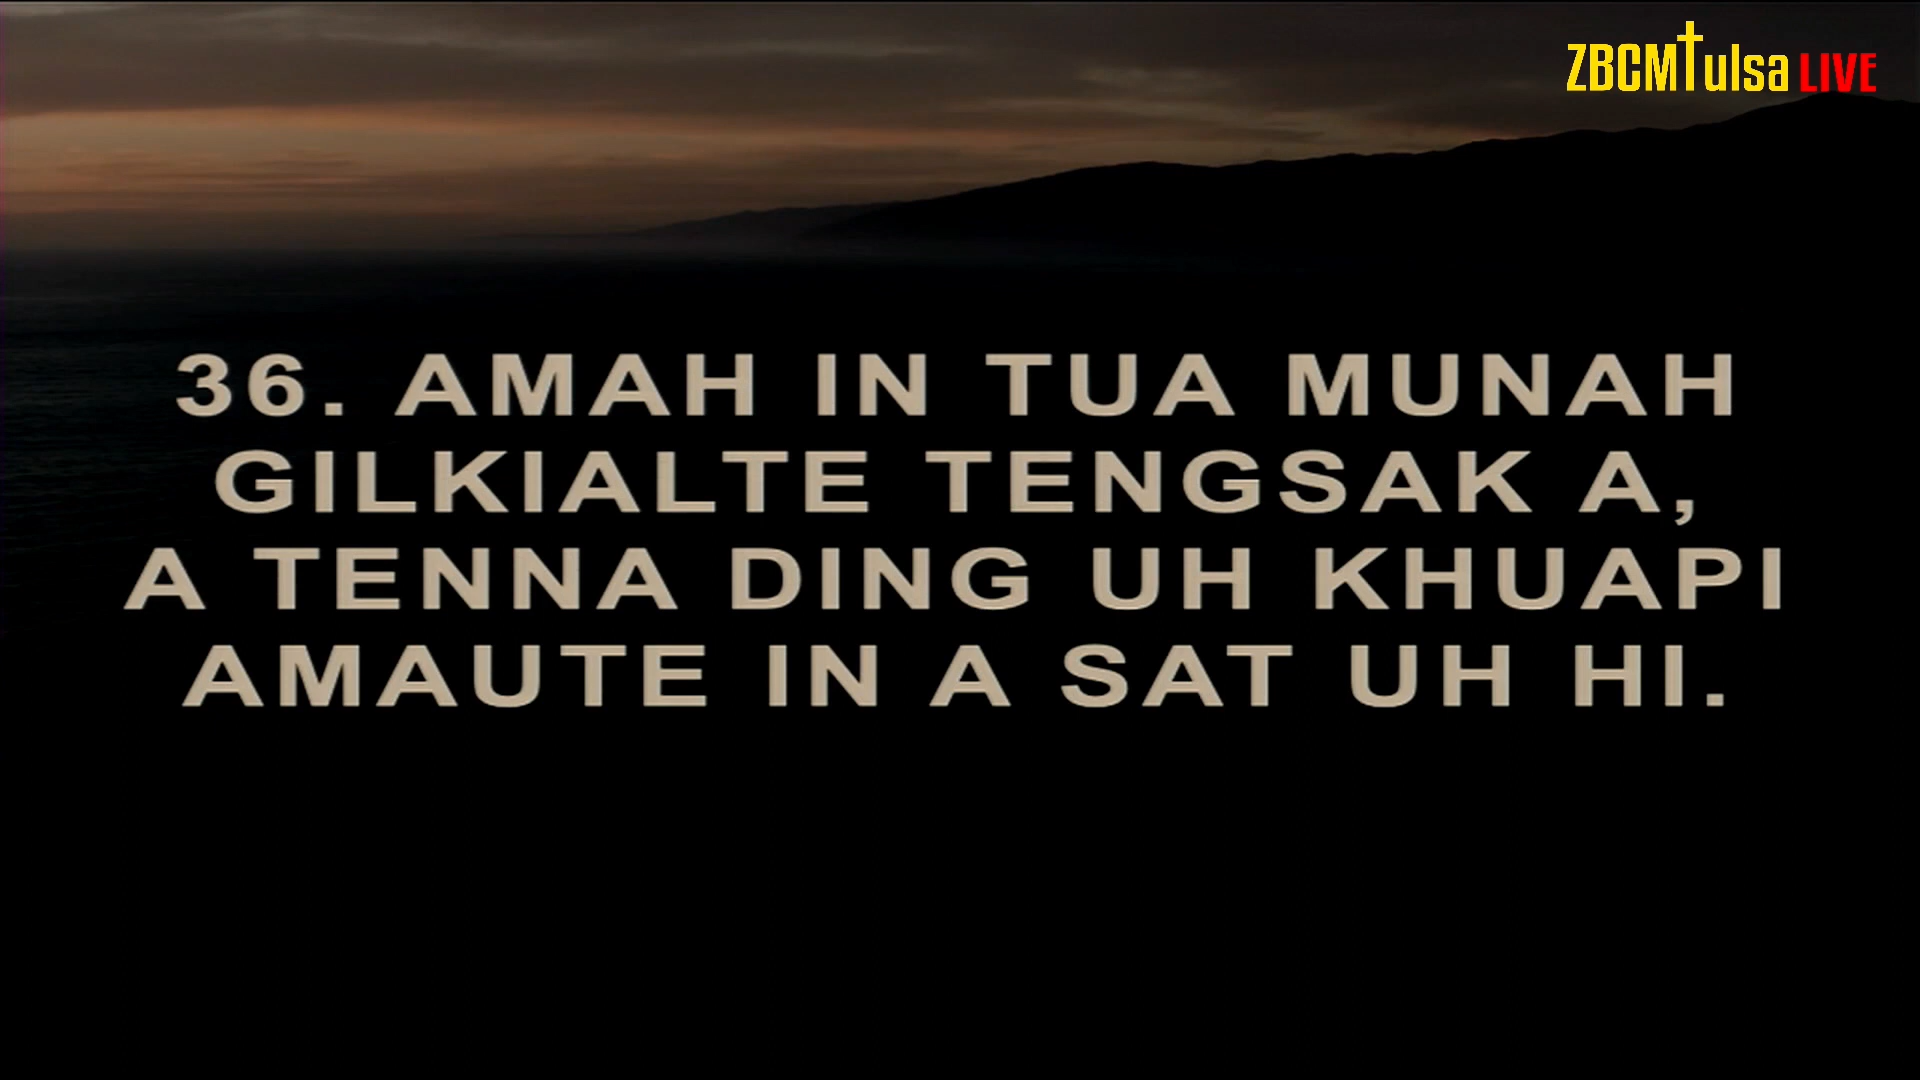 ZBCMTulsa LIVE
36. AMAH IN TUA MUNAH
GILKIALTE TENGSAK A,
A TENNA DING UH KHUAPI
AMAUTE IN A SAT UH HI.